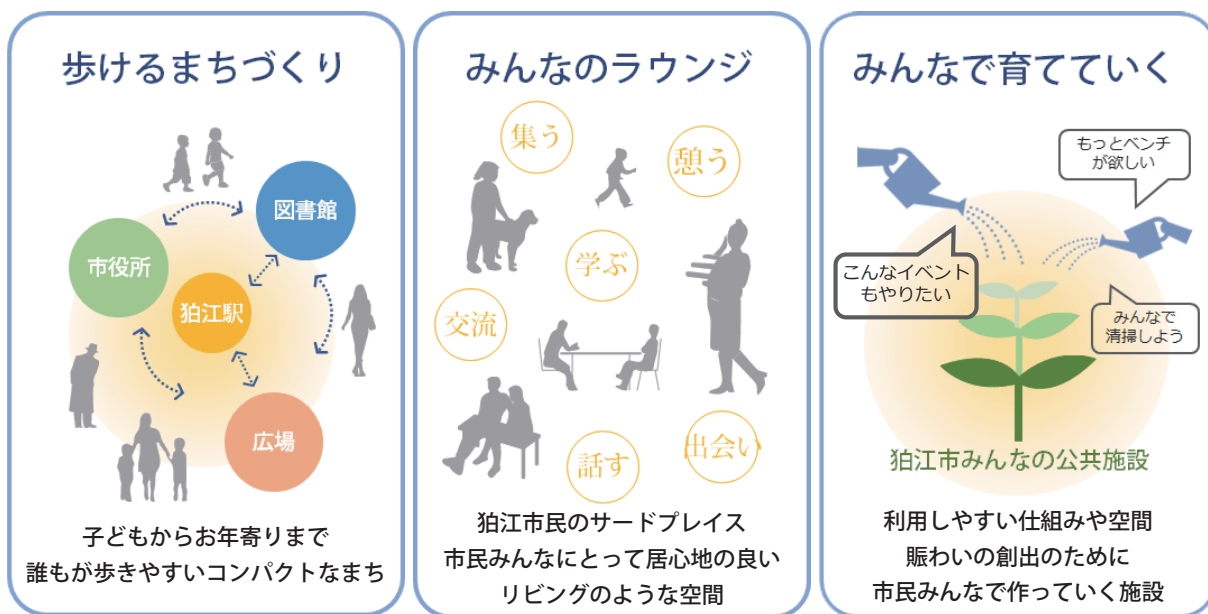 歩けるまちづくり
図書館
市役所
狛江駅
広場
子どもからお年寄りまで
誰もが歩きやすいコンパクトなまち
みんなのラウンジ
集う
憩う
学ぶ
交流
出会い
話す
狛江市民のサードプレイス
市民みんなにとって居心地の良い
リビングのような空間
みんなで育てていく
もっとベンチ
が欲しい
こんなイベント
もやりたい
みんなで
清掃しよう
狛江市みんなの公共施設
利用しやすい仕組みや空間
賑わいの創出のために
市民みんなで作っていく施設